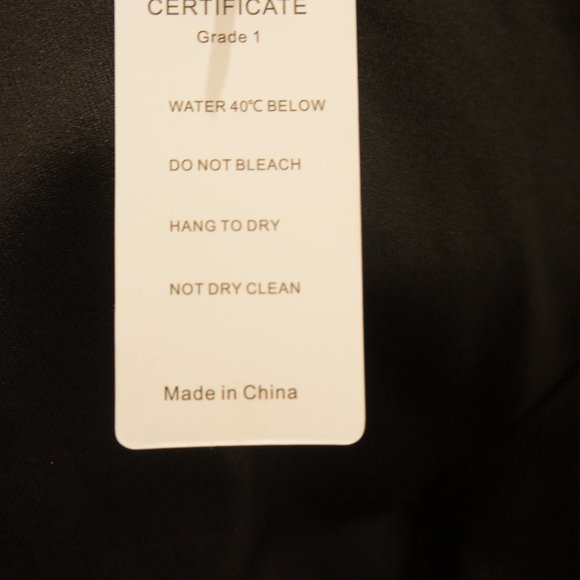 CERTIFICATE
Grade 1
WATER 40℃ BELOW
DO NOT BLEACH
HANG TO DRY
NOT DRY CLEAN
Made in China